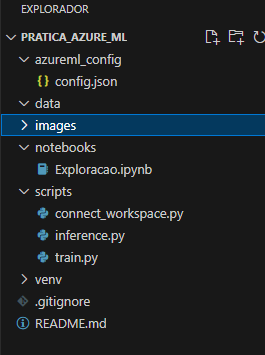 EXPLORADOR
PRATICA_AZURE_ML
azureml_config
{} config.json
data
images
notebooks
Exploracao.ipynb
scripts
connect_workspace.py
inference.py
train.py
venv
.gitignore
README.md